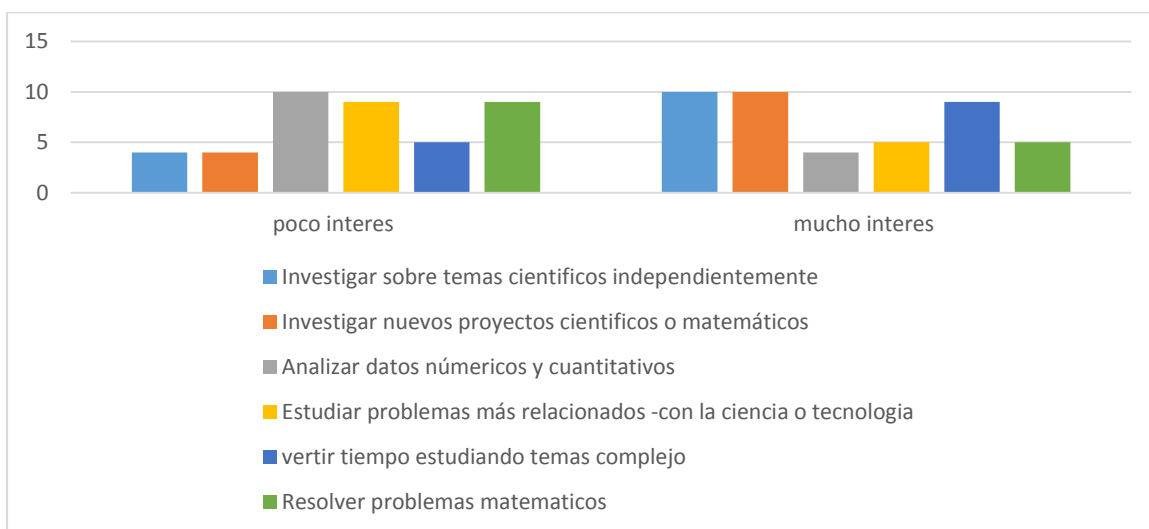 15
10
5
0
poco interes
mucho interes
Investigar sobre temas cientificos independientemente
Investigar nuevos proyectos cientificos o matemáticos
Analizar datos númericos y cuantitativos
Estudiar problemas más relacionados -con la ciencia o tecnologia
vertir tiempo estudiando temas complejo
Resolver problemas matematicos